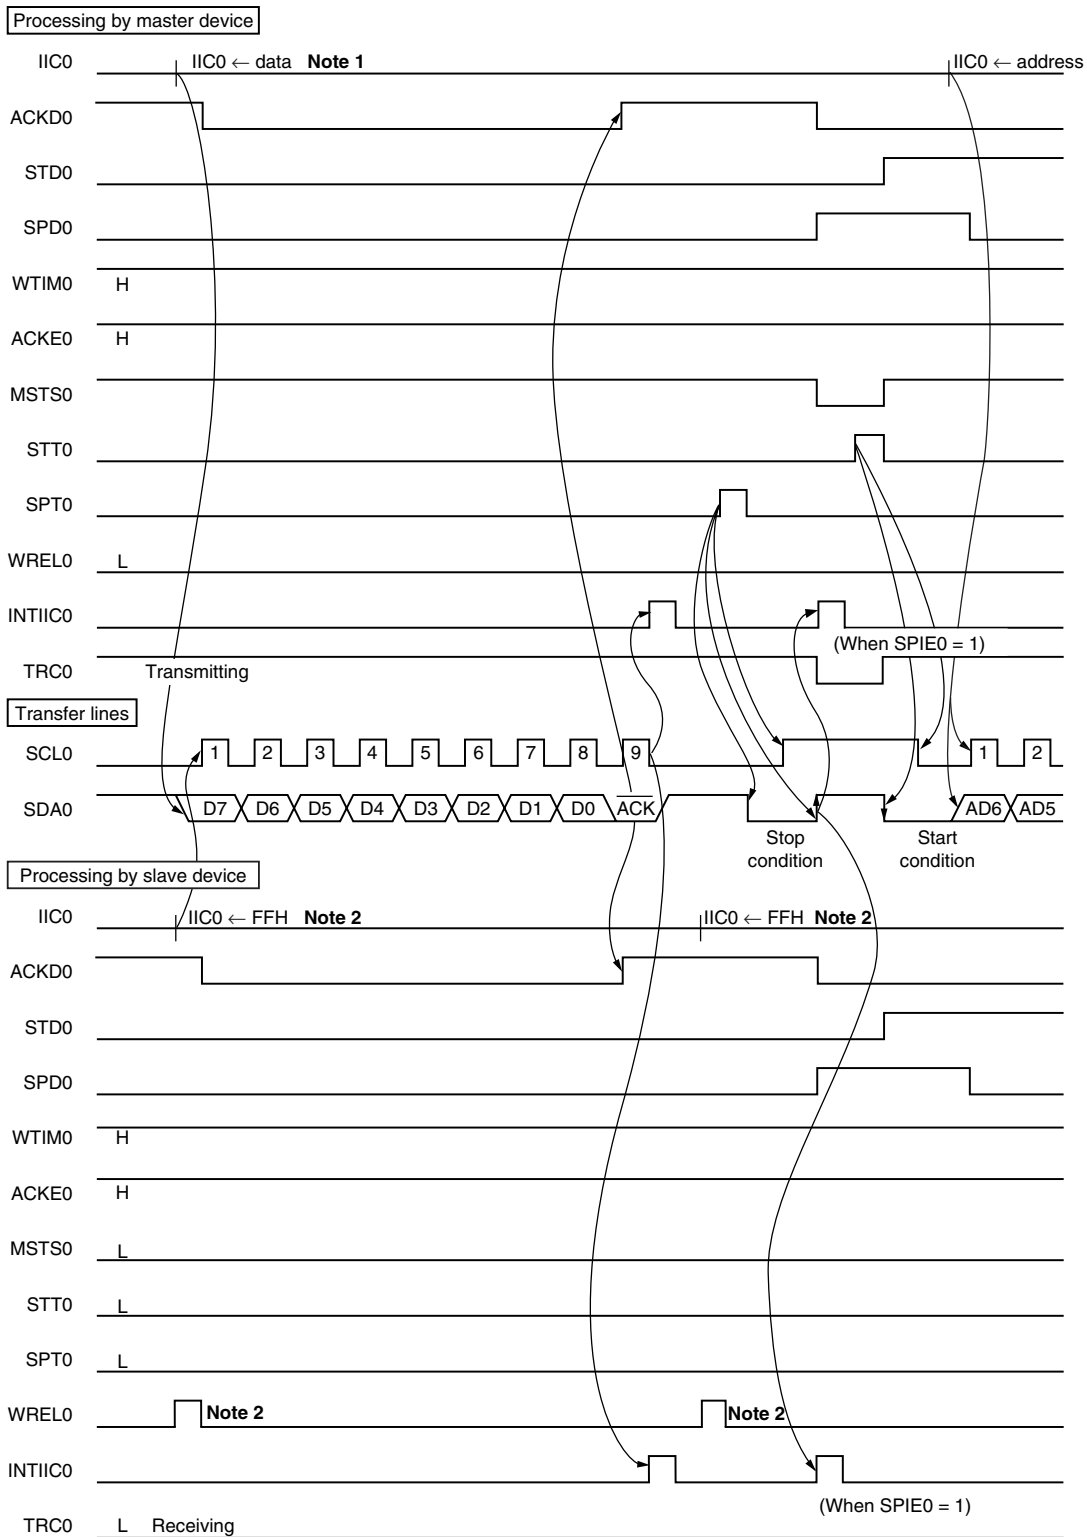 Processing by master device
IIC0 IIC0 ← data Note 1 IIC0 ← address
ACKD0
STD0
SPD0
WTIM0 H
ACKE0 H
MSTS0
STT0
SPT0
WREL0 L
INTIIC0
(When SPIE0 = 1)
TRC0 Transmitting
Transfer lines
SCL0 1 2 3 4 5 6 7 8 9 1 2
SDA0 D7 D6 D5 D4 D3 D2 D1 D0 ACK AD6 AD5
Stop condition
Start condition
Processing by slave device
IIC0 IIC0 ← FFH Note 2 IIC0 ← FFH Note 2
ACKD0
STD0
SPD0
WTIM0 H
ACKE0 H
MSTS0 L
STT0 L
SPT0 L
WREL0 Note 2 Note 2
INTIIC0
(When SPIE0 = 1)
TRC0 L Receiving